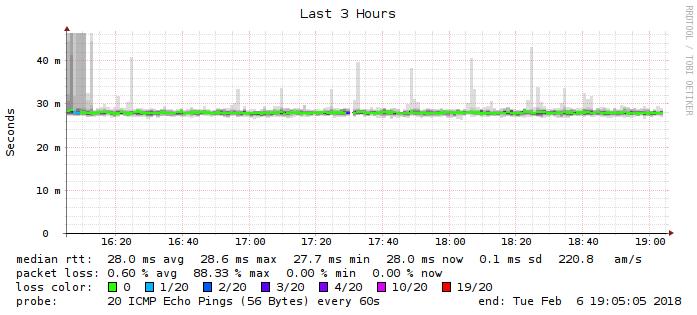 Last 3 Hours
RRDTOOL / TOBI OETIKER
Seconds
40 m
30 m
20 m
10 m
0
16:20 16:40 17:00 17:20 17:40 18:00 18:20 18:40 19:00
median rtt: 28.0 ms avg 28.6 ms max 27.7 ms min 28.0 ms now 0.1 ms sd 220.8 am/s
packet loss: 0.60 % avg 88.33 % max 0.00 % min 0.00 % now
loss color: 0 1/20 2/20 3/20 4/20 10/20 19/20
probe: 20 ICMP Echo Pings (56 Bytes) every 60s end: Tue Feb 6 19:05:05 2018